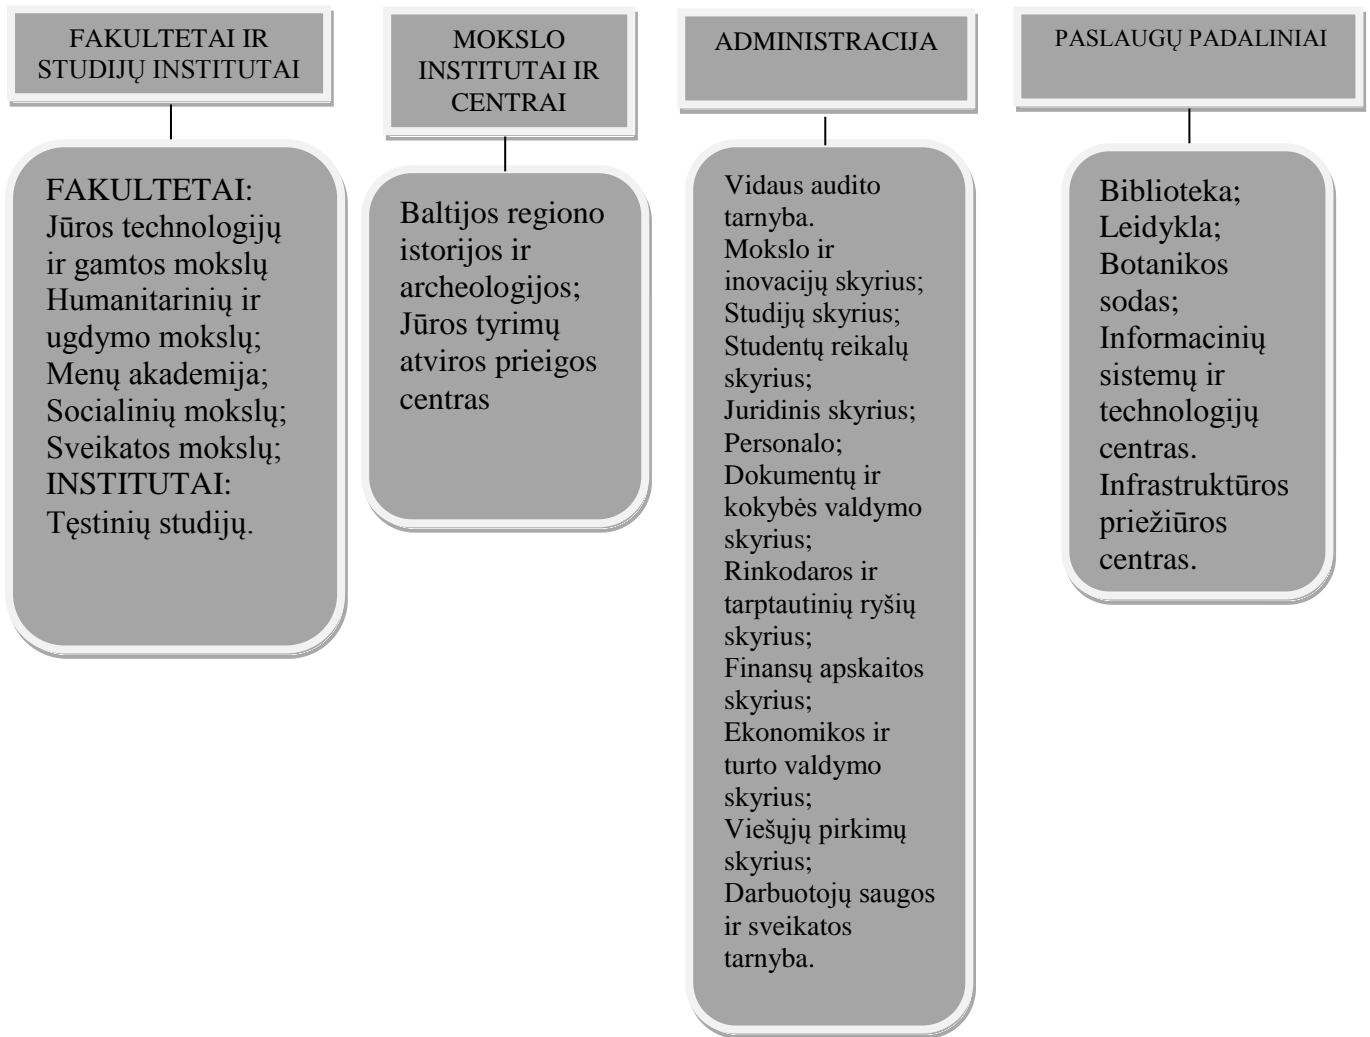 FAKULTETAI IR
STUDIJŲ INSTITUTAI
FAKULTETAI:
Jūros technologijų
ir gamtos mokslų
Humanitarinių ir
ugdymo mokslų;
Menų akademija;
Socialinių mokslų;
Sveikatos mokslų;
INSTITUTAI:
Tęstinių studijų.
MOKSLO
INSTITUTAI IR
CENTRAI
Baltijos regiono
istorijos ir
archeologijos;
Jūros tyrimų
atviros prieigos
centras
ADMINISTRACIJA
Vidaus audito
tarnyba.
Mokslo ir
inovacijų skyrius;
Studijų skyrius;
Studentų reikalų
skyrius;
Juridinis skyrius;
Personalo;
Dokumentų ir
kokybės valdymo
skyrius;
Rinkodaros ir
tarptautinių ryšių
skyrius;
Finansų apskaitos
skyrius;
Ekonomikos ir
turto valdymo
skyrius;
Viešųjų pirkimų
skyrius;
Darbuotojų saugos
ir sveikatos
tarnyba.
PASLAUGŲ PADALINIAI
Biblioteka;
Leidykla;
Botanikos
sodas;
Informacinių
sistemų ir
technologijų
centras.
Infrastruktūros
priežiūros
centras.